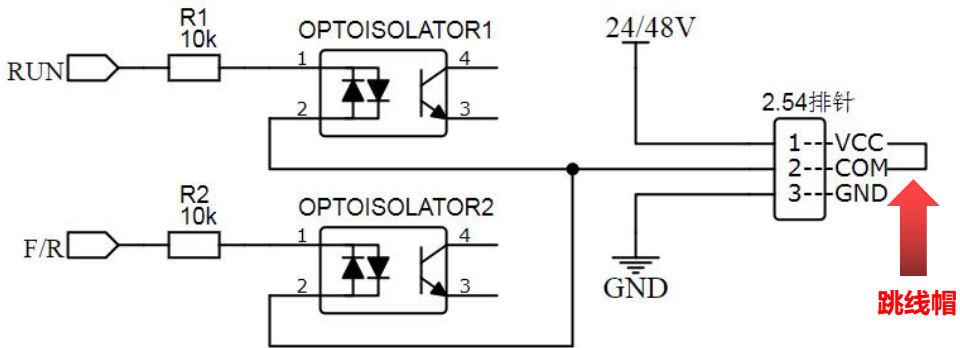 R1
10k
OPTOISOLATOR1
24/48V
RUN
1
4
2
3
2.54排针
1---VCC
2---COM
3---GND
R2
10k
OPTOISOLATOR2
F/R
1
4
2
3
GND
跳线帽